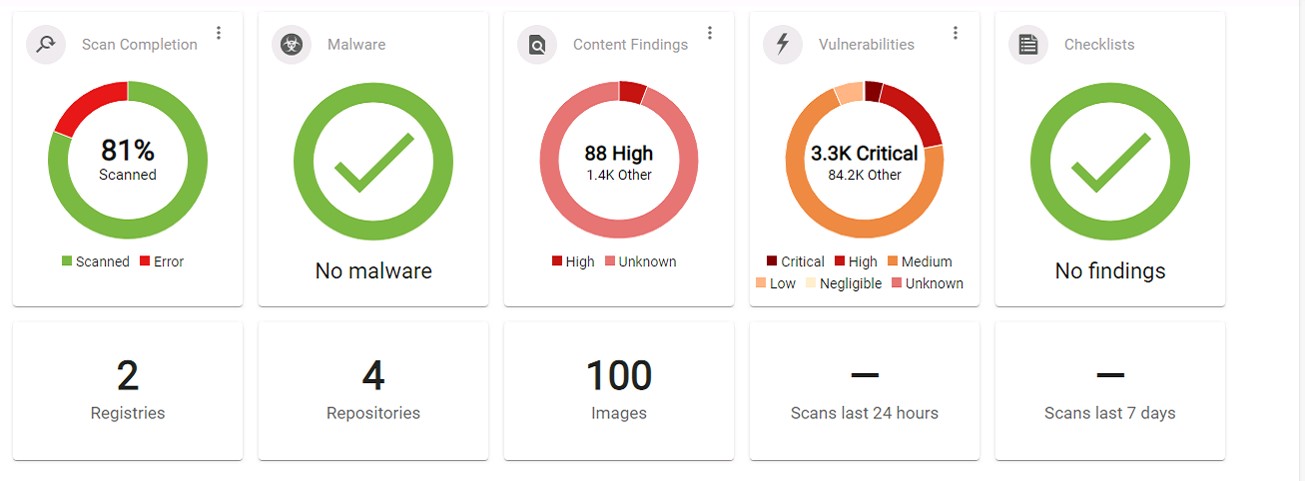 Scan Completion
Malware
Content Findings
Vulnerabilities
Checklists
81%
Scanned
88 High
1.4K Other
3.3K Critical
84.2K Other
Scanned Error
No malware
High Unknown
Critical High Medium
Low Negligible Unknown
No findings
2
Registries
4
Repositories
100
Images
—
Scans last 24 hours
—
Scans last 7 days